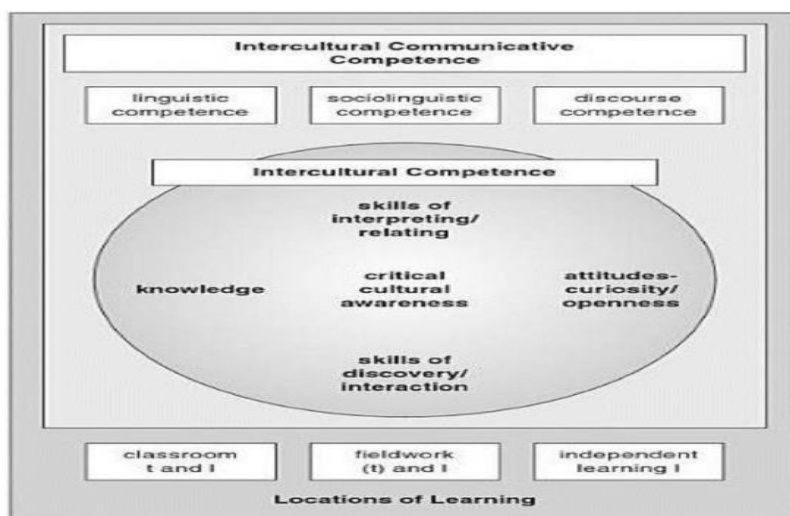 Intercultural Communicative
Competence
linguistic
competence
sociolinguistic
competence
discourse
competence
Intercultural Competence
skills of
interpreting/
relating
knowledge
critical
cultural
awareness
attitudes-
curiosity/
openness
skills of
discovery/
interaction
classroom
t and l
fieldwork
(t) and l
independent
learning l
Locations of Learning